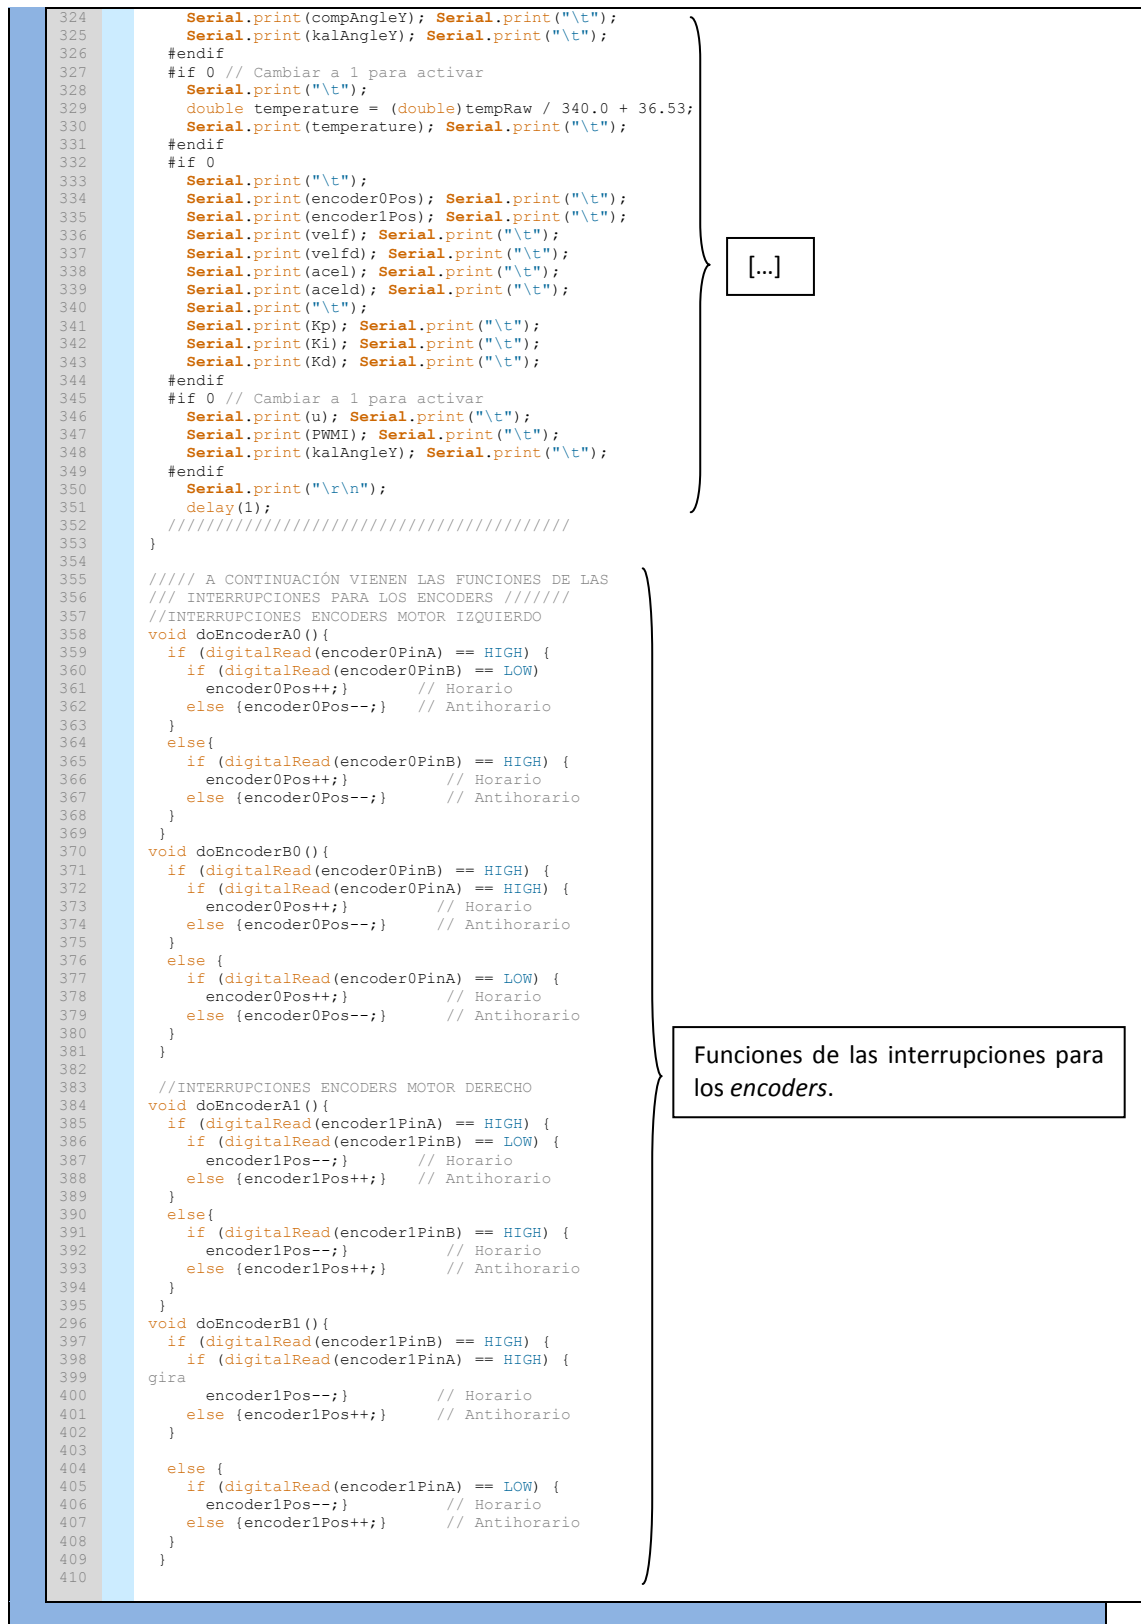 324 Serial.print(compAngleY); Serial.print("\t");
325 Serial.print(kalAngleY); Serial.print("\t");
326 #endif
327 #if 0 // Cambiar a 1 para activar
328 Serial.print("\t");
329 double temperature = (double)tempRaw / 340.0 + 36.53;
330 Serial.print(temperature); Serial.print("\t");
331 #endif
332 #if 0
333 Serial.print("\t");
334 Serial.print(encoder0Pos); Serial.print("\t");
335 Serial.print(encoder1Pos); Serial.print("\t");
336 Serial.print(velf); Serial.print("\t");
337 Serial.print(velfd); Serial.print("\t");
338 Serial.print(acel); Serial.print("\t");
339 Serial.print(aceld); Serial.print("\t");
340 Serial.print("\t");
341 Serial.print(Kp); Serial.print("\t");
342 Serial.print(Ki); Serial.print("\t");
343 Serial.print(Kd); Serial.print("\t");
344 #endif
345 #if 0 // Cambiar a 1 para activar
346 Serial.print(u); Serial.print("\t");
347 Serial.print(PWMI); Serial.print("\t");
348 Serial.print(kalAngleY); Serial.print("\t");
349 #endif
350 Serial.print("\r\n");
351 delay(1);
352 //////////////////////////////////////////
353 }
354
[...]
355 ///// A CONTINUACIÓN VIENEN LAS FUNCIONES DE LAS
356 /// INTERRUPCIONES PARA LOS ENCODERS ///////
357 //INTERRUPCIONES ENCODERS MOTOR IZQUIERDO
358 void doEncoderA0(){
359 if (digitalRead(encoder0PinA) == HIGH) {
360 if (digitalRead(encoder0PinB) == LOW)
361 encoder0Pos++;} // Horario
362 else {encoder0Pos--;} // Antihorario
363 }
364 else{
365 if (digitalRead(encoder0PinB) == HIGH) {
366 encoder0Pos++;} // Horario
367 else {encoder0Pos--;} // Antihorario
368 }
369 }
370 void doEncoderB0(){
371 if (digitalRead(encoder0PinB) == HIGH) {
372 if (digitalRead(encoder0PinA) == HIGH) {
373 encoder0Pos++;} // Horario
374 else {encoder0Pos--;} // Antihorario
375 }
376 else {
377 if (digitalRead(encoder0PinA) == LOW) {
378 encoder0Pos++;} // Horario
379 else {encoder0Pos--;} // Antihorario
380 }
381 }
382
383 //INTERRUPCIONES ENCODERS MOTOR DERECHO
384 void doEncoderA1(){
385 if (digitalRead(encoder1PinA) == HIGH) {
386 if (digitalRead(encoder1PinB) == LOW) {
387 encoder1Pos--;} // Horario
388 else {encoder1Pos++;} // Antihorario
389 }
390 else{
391 if (digitalRead(encoder1PinB) == HIGH) {
392 encoder1Pos--;} // Horario
393 else {encoder1Pos++;} // Antihorario
394 }
395 }
296 void doEncoderB1(){
397 if (digitalRead(encoder1PinB) == HIGH) {
398 if (digitalRead(encoder1PinA) == HIGH) {
399 gira
400 encoder1Pos--;} // Horario
401 else {encoder1Pos++;} // Antihorario
402 }
403
404 else {
405 if (digitalRead(encoder1PinA) == LOW) {
406 encoder1Pos--;} // Horario
407 else {encoder1Pos++;} // Antihorario
408 }
409 }
410
Funciones de las interrupciones para
los encoders.